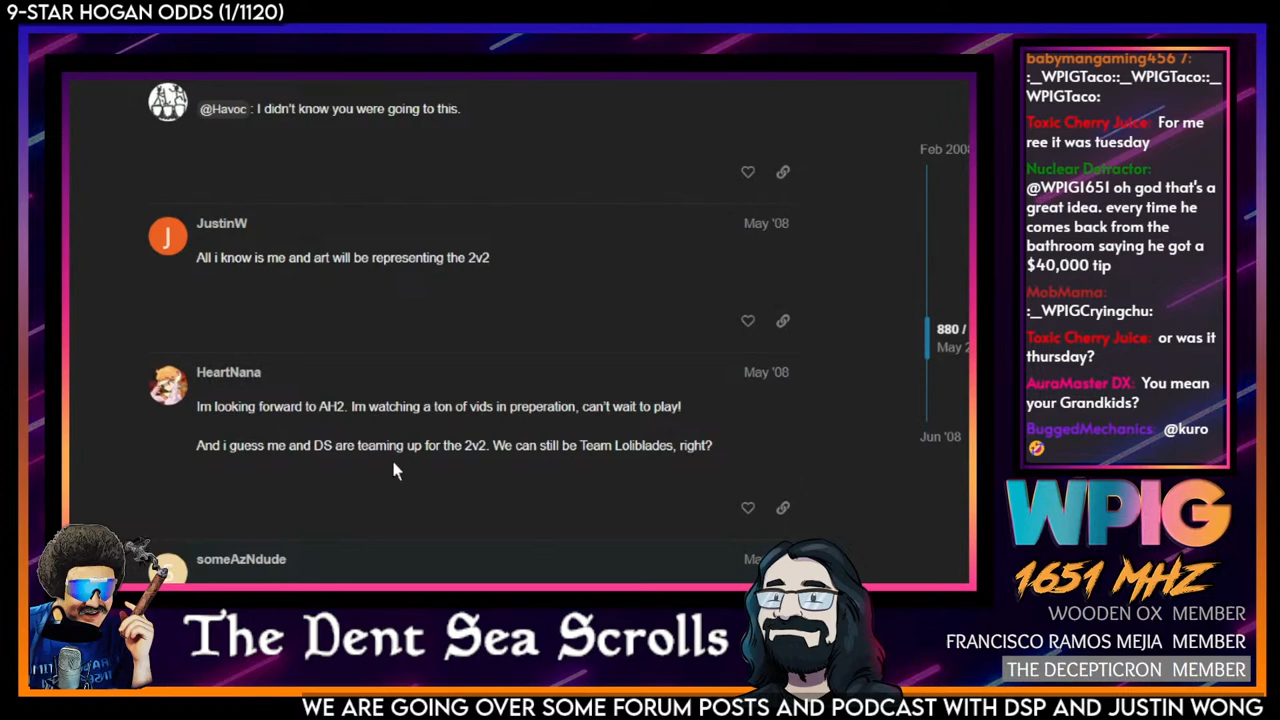 9-STAR HOGAN ODDS (1/1120)
@Havoc : I didn't know you were going to this.
Feb 2008
JustinW
May '08
J
All i know is me and art will be representing the 2v2
880 /
May 2
HeartNana
May '08
Im looking forward to AH2. Im watching a ton of vids in preperation, can't wait to play!
And i guess me and DS are teaming up for the 2v2. We can still be Team Loliblades, right?
Jun '08
someAzNdude
babymangaming456 7:
:_WPIGTaco::_WPIGTaco::_
WPIGTaco:
Toxic Cherry Juice: For me
ree it was tuesday
Nuclear Detractor:
@WPIG1651 oh god that's a
great idea. every time he
comes back from the
bathroom saying he got a
$40,000 tip
MobMama:
:_WPIGCryingchu:
Toxic Cherry Juice: or was it
thursday?
AuraMaster DX: You mean
your Grandkids?
BuggedMechanics: @kuro
🤣
WPIG
1651 MHZ
WOODEN OX MEMBER
FRANCISCO RAMOS MEJIA MEMBER
THE DECEPTICRON MEMBER
The Dent Sea Scrolls
WE ARE GOING OVER SOME FORUM POSTS AND PODCAST WITH DSP AND JUSTIN WONG